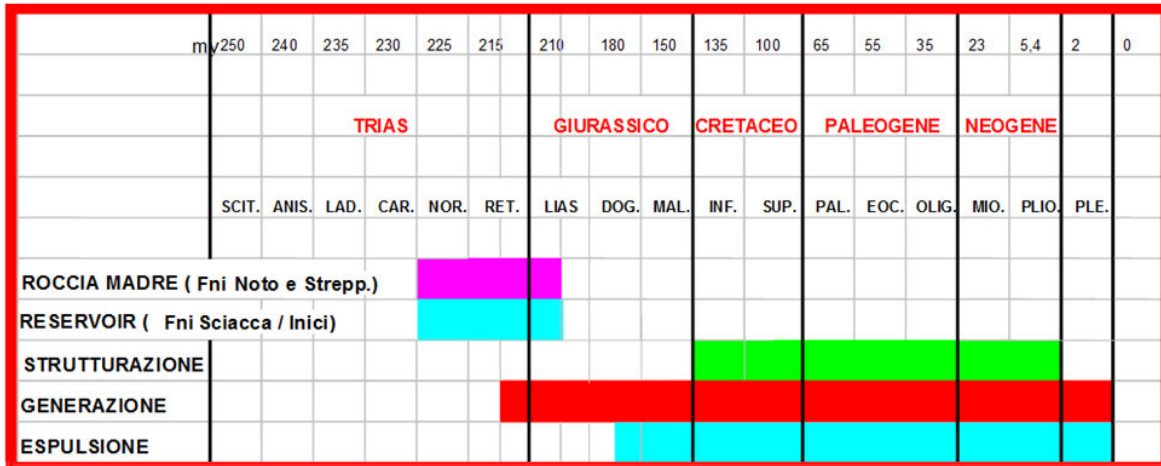 my 250 240 235 230 225 215 210 180 150 135 100 65 55 35 23 5,4 2 0
TRIAS GIURASSICO CRETACEO PALEOGENE NEOGENE
SCIT. ANIS. LAD. CAR. NOR. RET. LIAS DOG. MAL. INF. SUP. PAL. EOC. OLIG. MIO. PLIO. PLE.
ROCCIA MADRE ( Fni Noto e Strepp.)
RESERVOIR ( Fni Sciacca / Inici)
STRUTTURAZIONE
GENERAZIONE
ESPULSIONE